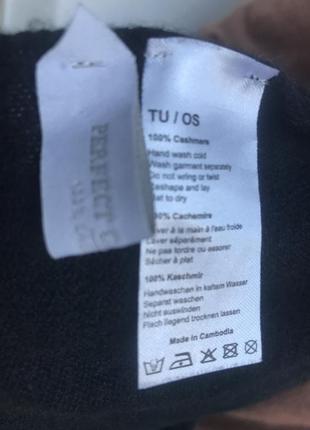 PERFECT
TU / OS
100% Cashmere
Hand wash cold
Wash garment separately
Do not wring or twist
Reshape and lay
flat to dry
100% Cachemire
Laver à la main à l'eau froide
Laver séparément
Ne pas tordre ou essorer
Sécher à plat
100% Kaschmir
Handwaschen in kaltem Wasser
Separat waschen
Nicht auswinden
Flach liegend trocknen lassen
Made in Cambodia